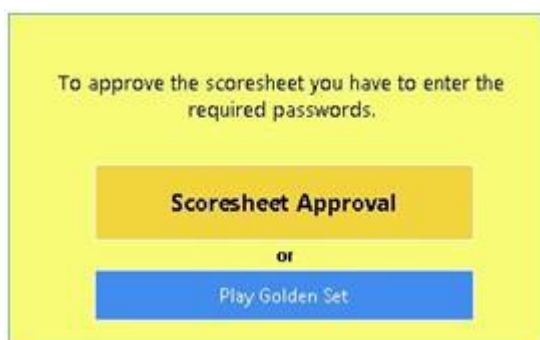 To approve the scoresheet you have to enter the
required passwords.
Scoresheet Approval
or
Play Golden Set